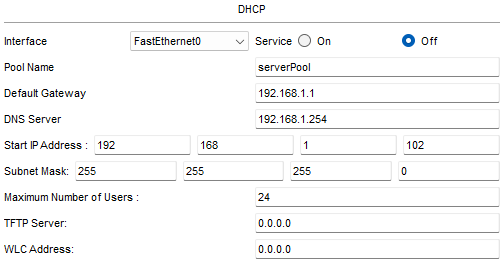 DHCP
Interface FastEthernet0 Service On Off
Pool Name serverPool
Default Gateway 192.168.1.1
DNS Server 192.168.1.254
Start IP Address : 192 168 1 102
Subnet Mask: 255 255 255 0
Maximum Number of Users : 24
TFTP Server: 0.0.0.0
WLC Address: 0.0.0.0